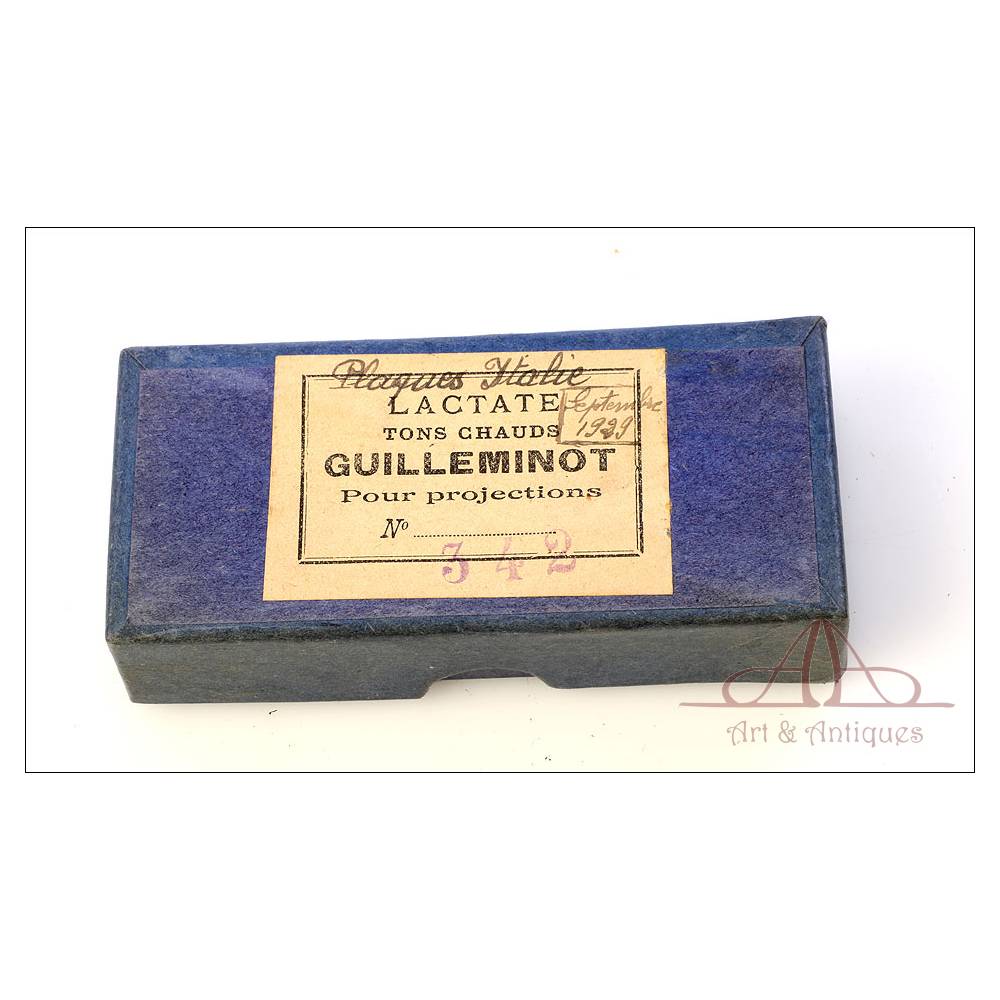 Plaques Italie
LACTATE
Septembre
1929
TONS CHAUDS
GUILLEMINOT
Pour projections
Nº
342
Art & Antiques